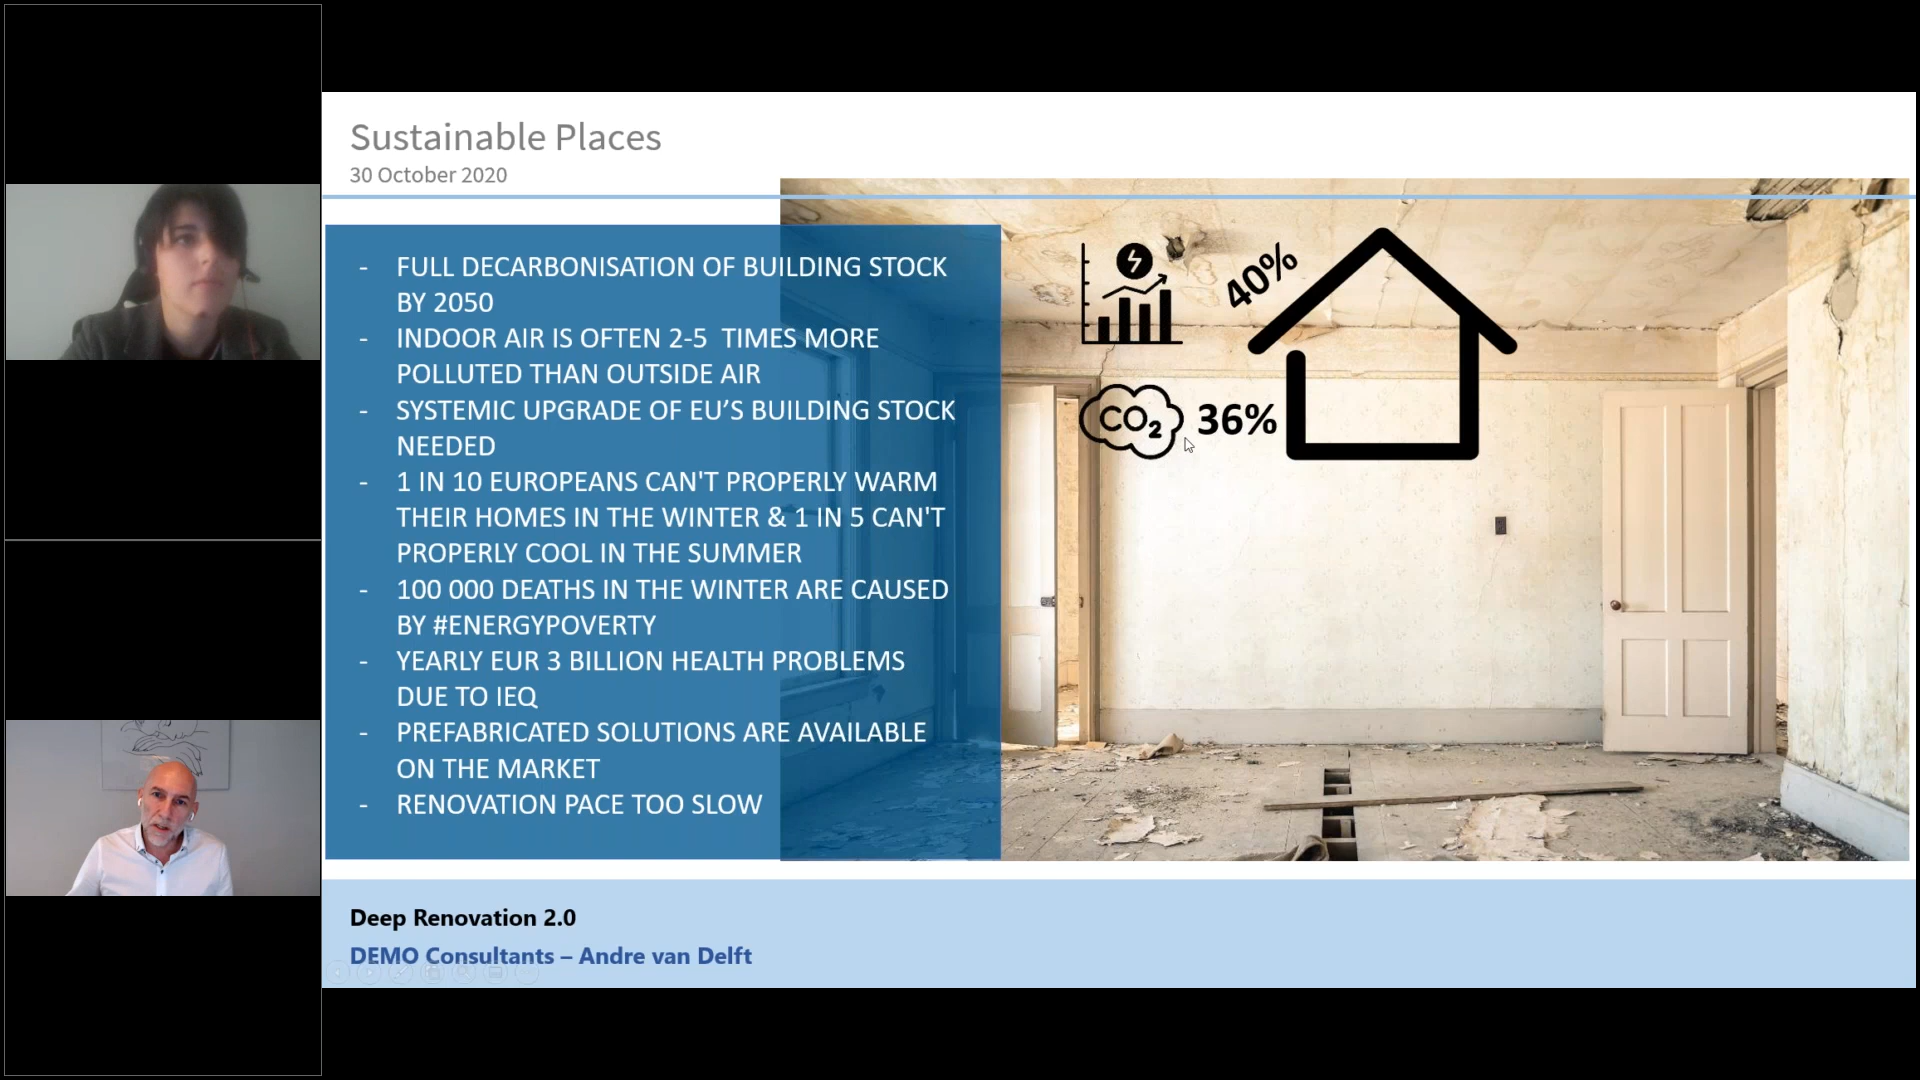 Sustainable Places
30 October 2020
- FULL DECARBONISATION OF BUILDING STOCK
BY 2050
- INDOOR AIR IS OFTEN 2-5  TIMES MORE
POLLUTED THAN OUTSIDE AIR
- SYSTEMIC UPGRADE OF EU’S BUILDING STOCK
NEEDED
- 1 IN 10 EUROPEANS CAN'T PROPERLY WARM
THEIR HOMES IN THE WINTER & 1 IN 5 CAN'T
PROPERLY COOL IN THE SUMMER
- 100 000 DEATHS IN THE WINTER ARE CAUSED
BY #ENERGYPOVERTY
- YEARLY EUR 3 BILLION HEALTH PROBLEMS
DUE TO IEQ
- PREFABRICATED SOLUTIONS ARE AVAILABLE
ON THE MARKET
- RENOVATION PACE TOO SLOW
40%
CO2 36%
Deep Renovation 2.0
DEMO Consultants – Andre van Delft